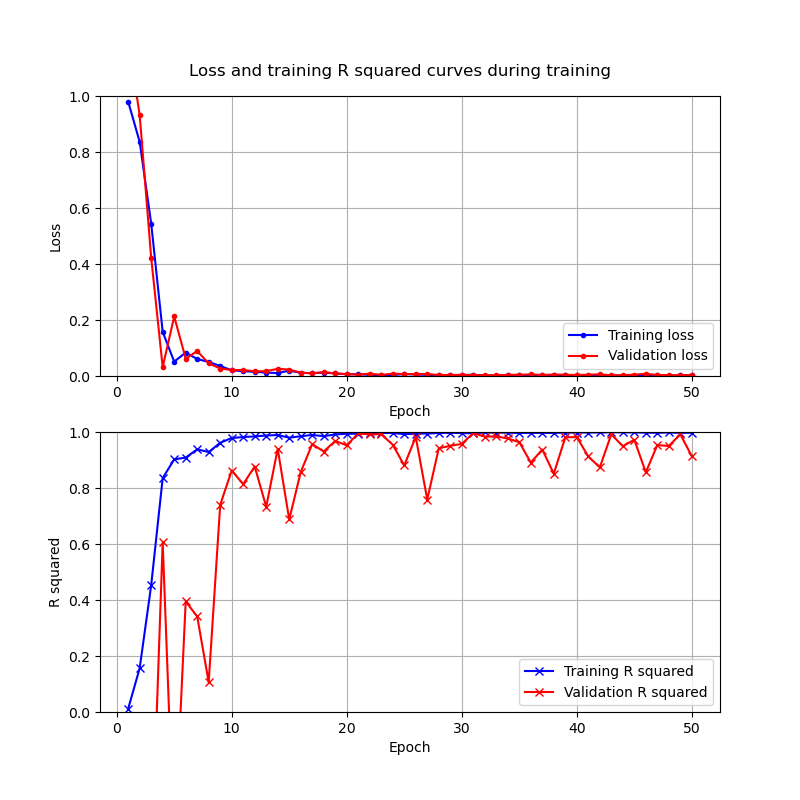 Loss and training R squared curves during training
1.0
0.8
0.6
0.4
0.2
0.0
Loss
0 10 20 30 40 50
Epoch
Training loss
Validation loss
1.0
0.8
0.6
0.4
0.2
0.0
R squared
0 10 20 30 40 50
Epoch
Training R squared
Validation R squared